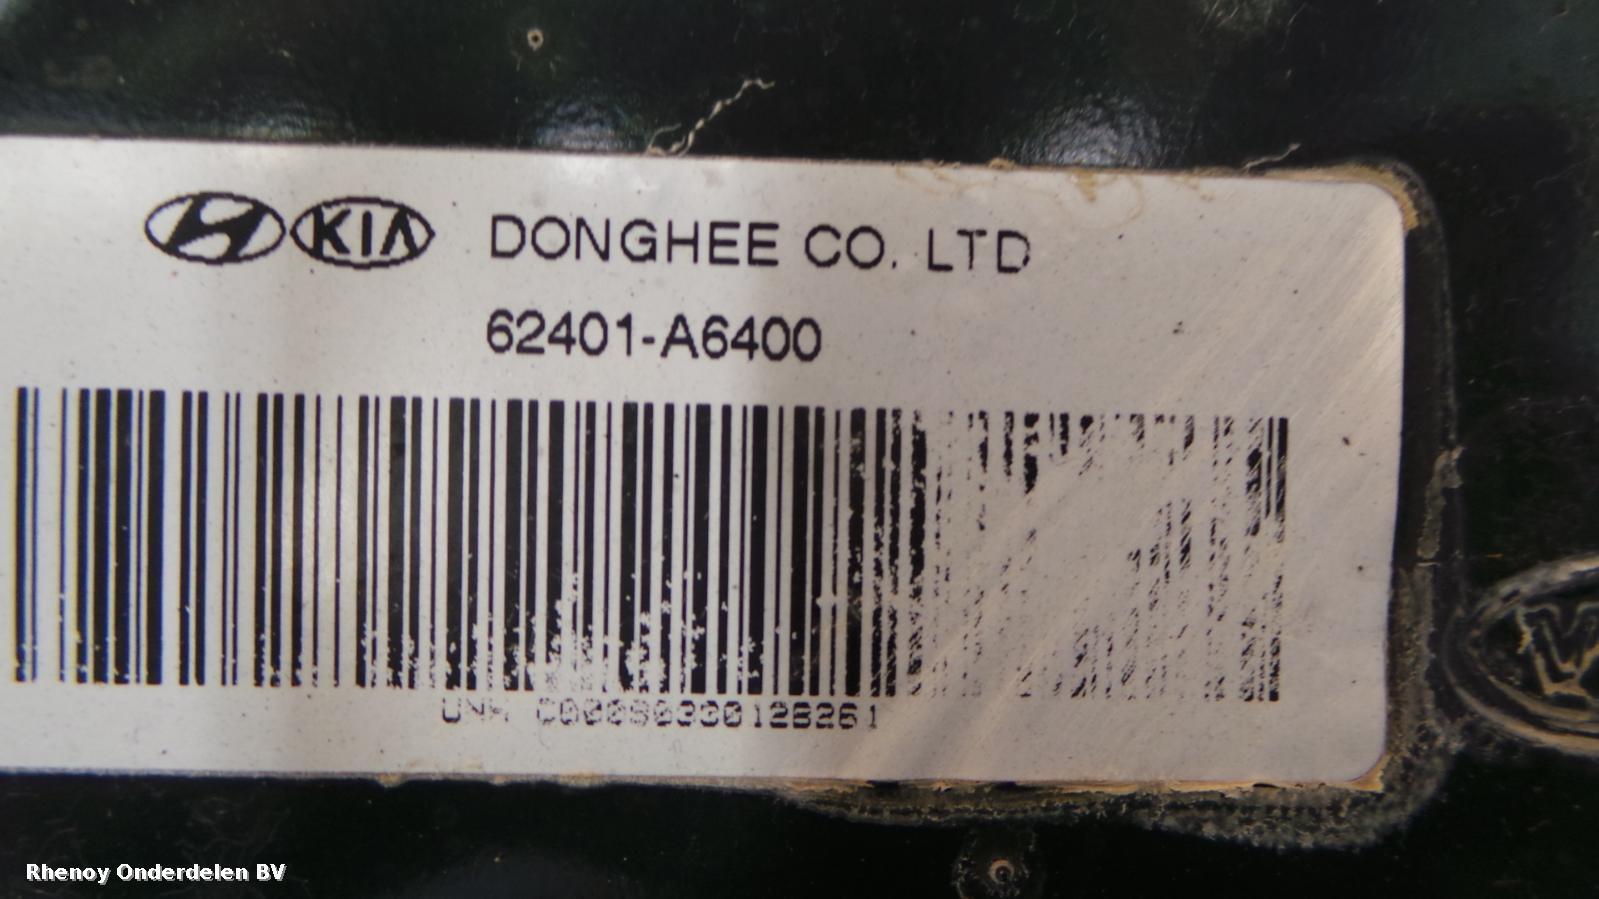 KIA DONGHEE CO. LTD
62401-A6400
Rhenoy Onderdelen BV